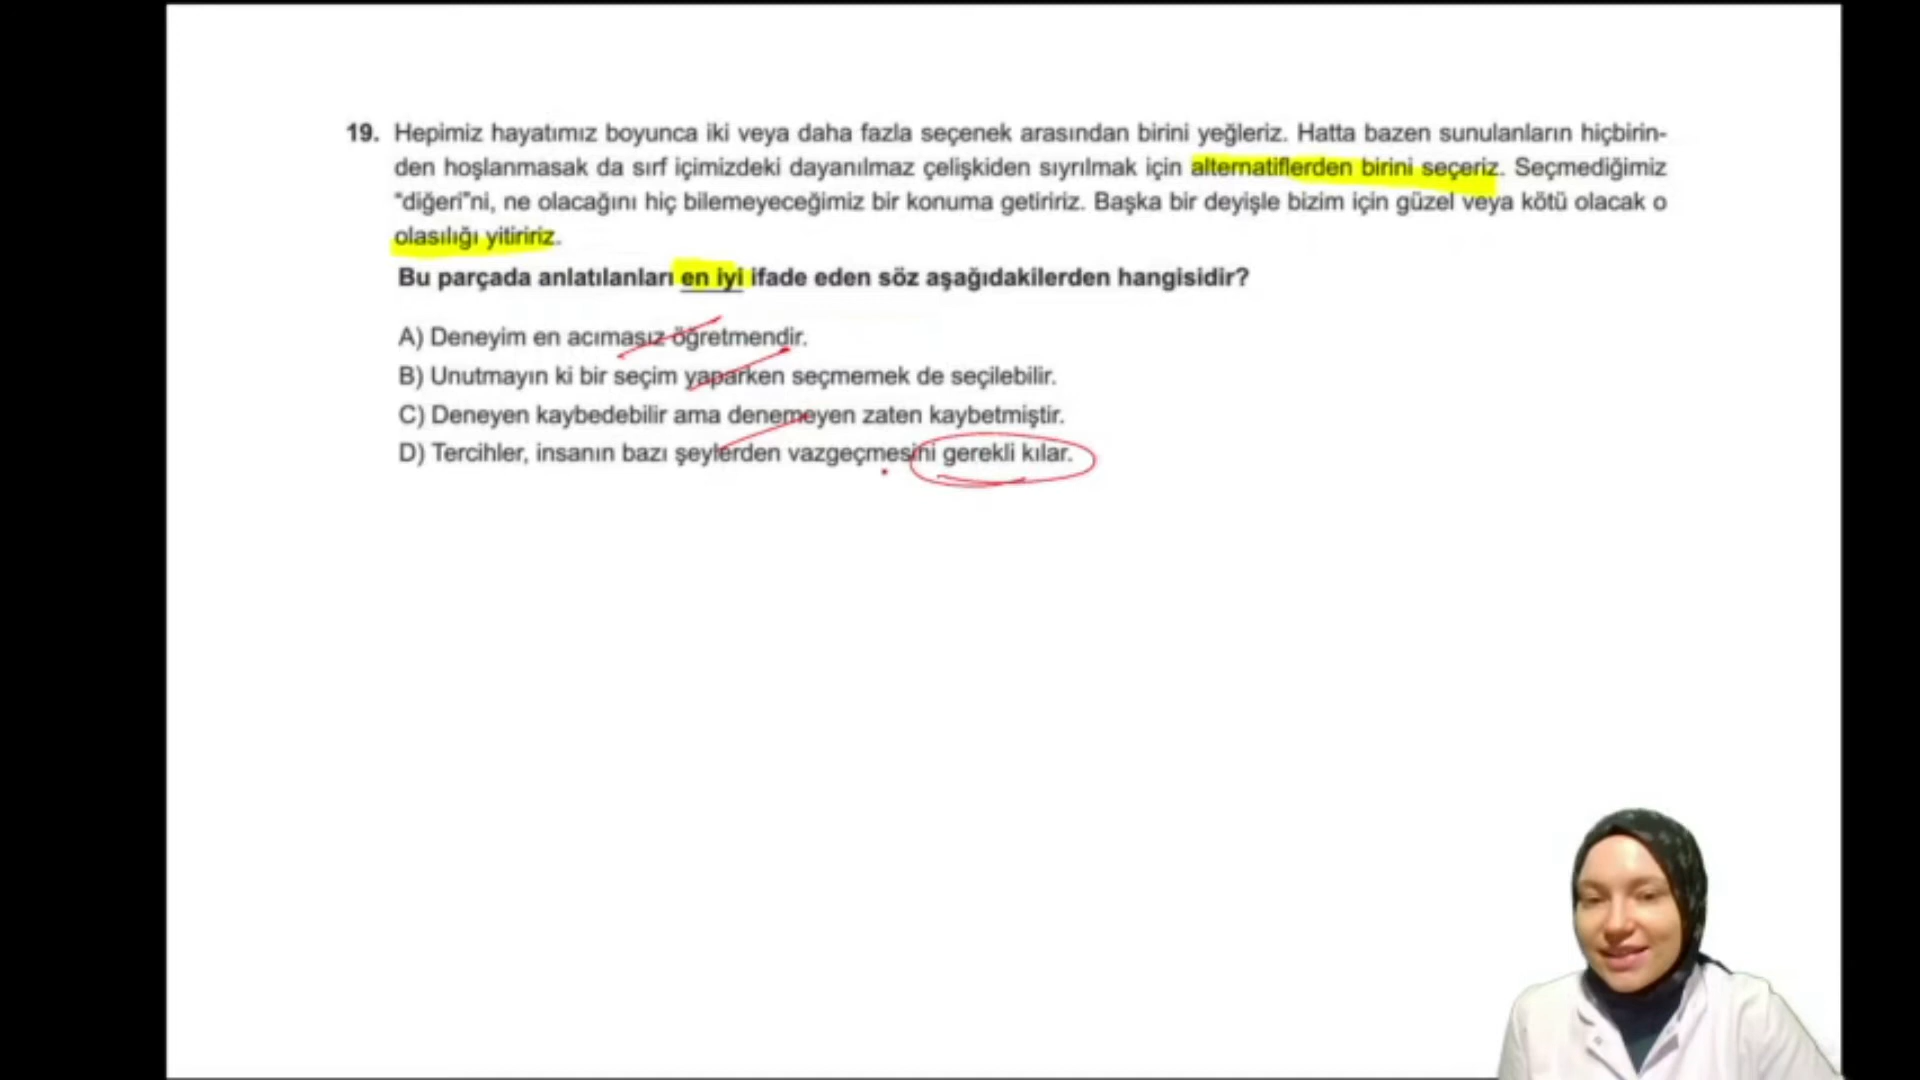 19. Hepimiz hayatımız boyunca iki veya daha fazla seçenek arasından birini yeğleriz. Hatta bazen sunulanların hiçbirin-
den hoşlanmasak da sırf içimizdeki dayanılmaz çelişkiden sıyrılmak için alternatiflerden birini seçeriz. Seçmediğimiz
“diğeri”ni, ne olacağını hiç bilemeyeceğimiz bir konuma getiririz. Başka bir deyişle bizim için güzel veya kötü olacak o
olasılığı yitiririz.
Bu parçada anlatılanları en iyi ifade eden söz aşağıdakilerden hangisidir?
A) Deneyim en acımasız öğretmendir.
B) Unutmayın ki bir seçim yaparken seçmemek de seçilebilir.
C) Deneyen kaybedebilir ama denemeyen zaten kaybetmiştir.
D) Tercihler, insanın bazı şeylerden vazgeçmesini gerekli kılar.